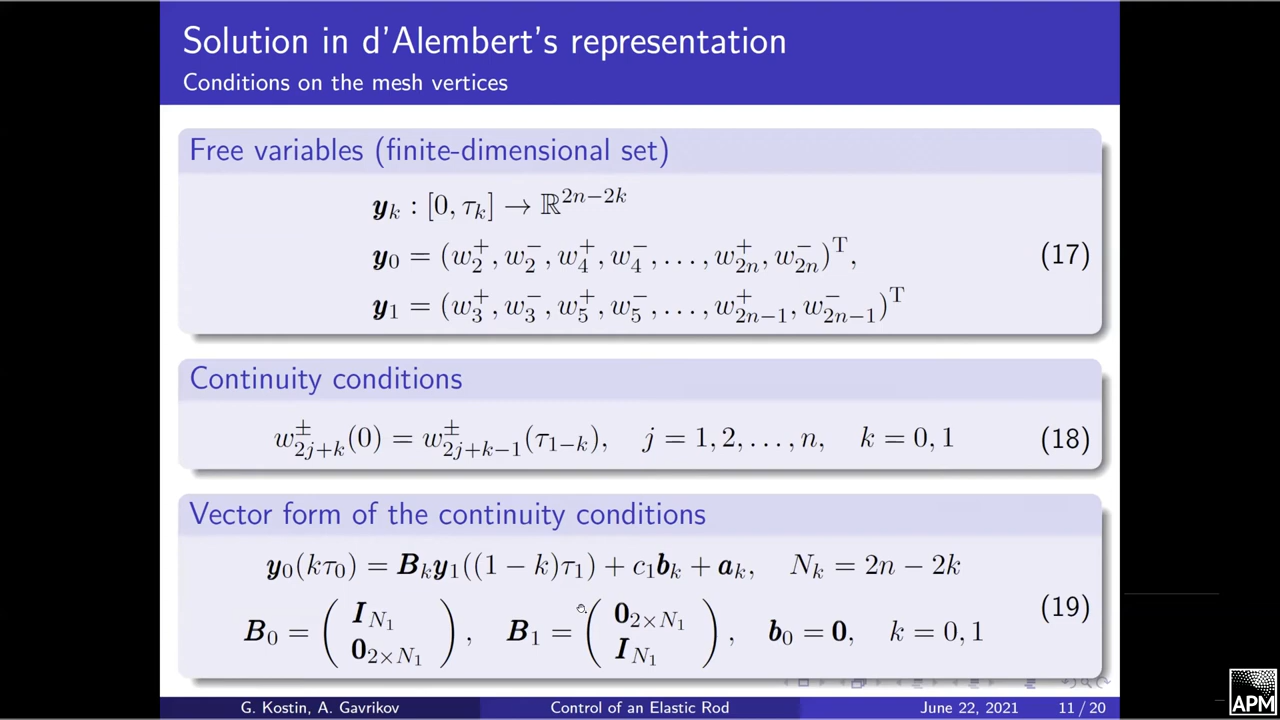 Solution in d'Alembert's representation
Conditions on the mesh vertices
Free variables (finite-dimensional set)
𝒚_k : [0, τ_k] → ℝ^{2n−2k}
𝒚_0 = (w_2^+, w_2^−, w_4^+, w_4^−, . . . , w_{2n}^+, w_{2n}^−)^T,
(17)
𝒚_1 = (w_3^+, w_3^−, w_5^+, w_5^−, . . . , w_{2n−1}^+, w_{2n−1}^−)^T
Continuity conditions
w_{2j+k}^±(0) = w_{2j+k−1}^±(τ_{1−k}), j = 1, 2, . . . , n, k = 0, 1 (18)
Vector form of the continuity conditions
𝒚_0(kτ_0) = 𝑩_k𝒚_1((1 − k)τ_1) + c_1𝒃_k + 𝒂_k, N_k = 2n − 2k
𝑩_0 = ( 𝑰_{N_1} ; 𝟎_{2×N_1} ), 𝑩_1 = ( 𝟎_{2×N_1} ; 𝑰_{N_1} ), 𝒃_0 = 𝟎, k = 0, 1 (19)
G. Kostin, A. Gavrikov Control of an Elastic Rod June 22, 2021 11 / 20
APM